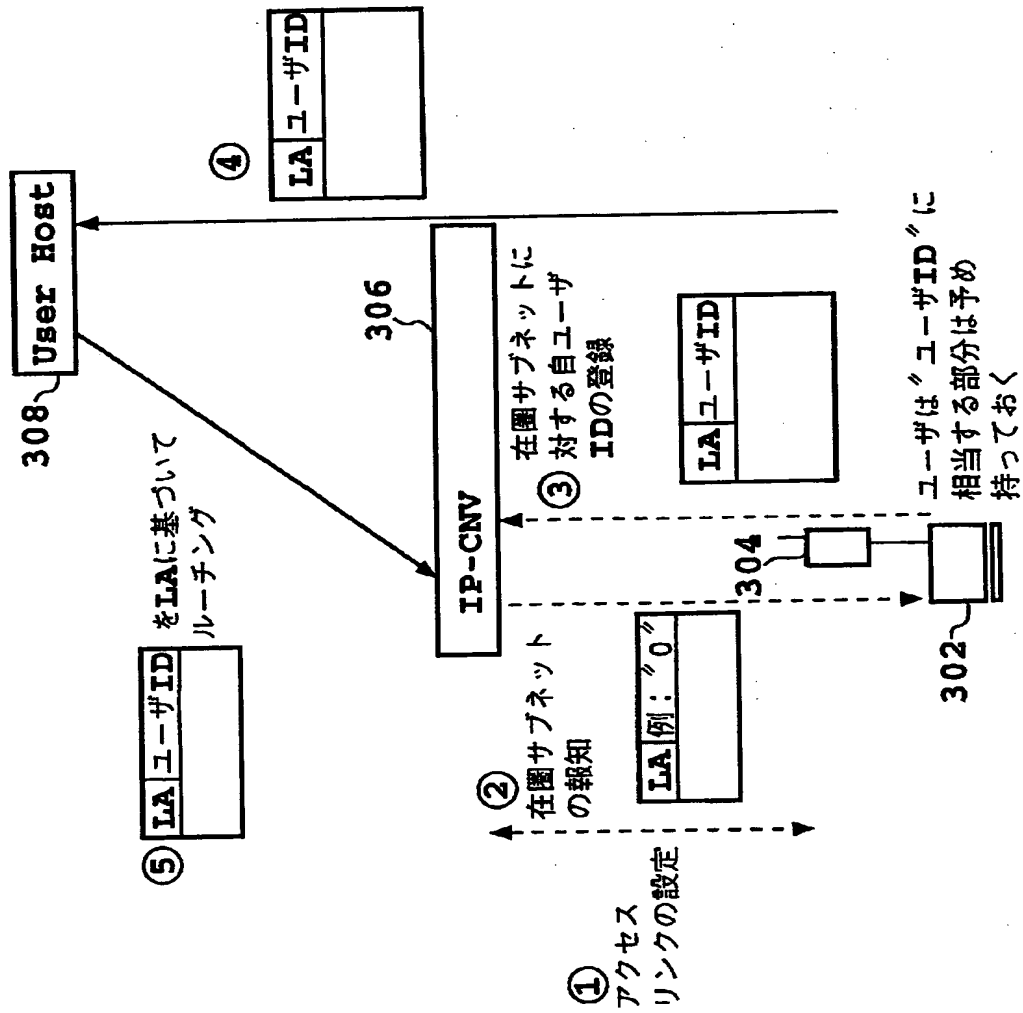 ①
アクセス
リンクの設定
②
在圏サブネット
の報知
LA 例：〝0〞
③
在圏サブネットに
対する自ユーザ
IDの登録
LA ユーザID
④
LA ユーザID
⑤
LA ユーザID
をLAに基づいて
ルーチング
User Host
308
306
IP-CNV
304
302
ユーザは〝ユーザID〞に
相当する部分は予め
持っておく